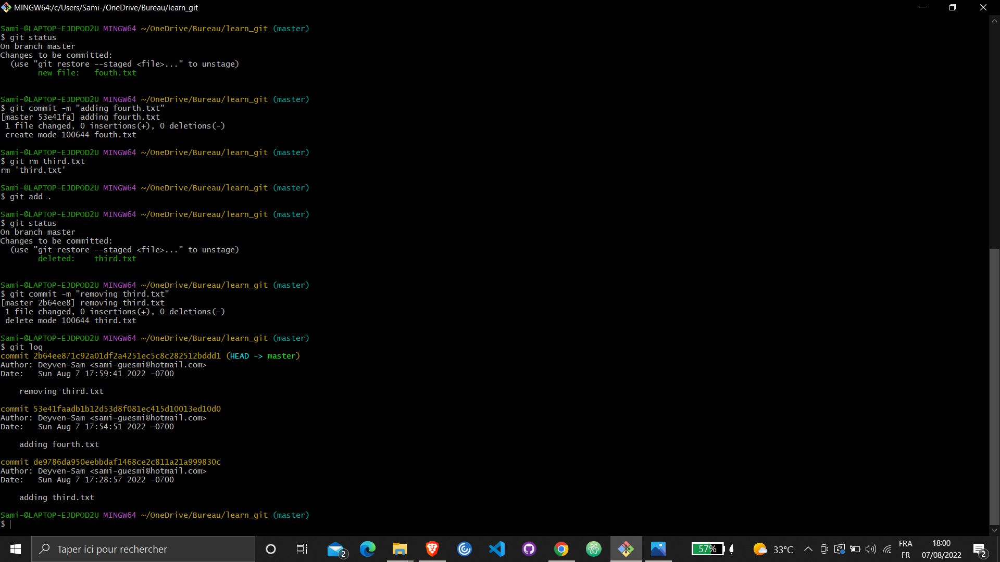 MINGW64:/c/Users/Sami-/OneDrive/Bureau/learn_git
Sami-@LAPTOP-EJDPOD2U MINGW64 ~/OneDrive/Bureau/learn_git (master)
$ git status
On branch master
Changes to be committed:
  (use "git restore --staged <file>..." to unstage)
        new file:   fouth.txt
Sami-@LAPTOP-EJDPOD2U MINGW64 ~/OneDrive/Bureau/learn_git (master)
$ git commit -m "adding fourth.txt"
[master 53e41fa] adding fourth.txt
 1 file changed, 0 insertions(+), 0 deletions(-)
 create mode 100644 fouth.txt
Sami-@LAPTOP-EJDPOD2U MINGW64 ~/OneDrive/Bureau/learn_git (master)
$ git rm third.txt
rm 'third.txt'
Sami-@LAPTOP-EJDPOD2U MINGW64 ~/OneDrive/Bureau/learn_git (master)
$ git add .
Sami-@LAPTOP-EJDPOD2U MINGW64 ~/OneDrive/Bureau/learn_git (master)
$ git status
On branch master
Changes to be committed:
  (use "git restore --staged <file>..." to unstage)
        deleted:    third.txt
Sami-@LAPTOP-EJDPOD2U MINGW64 ~/OneDrive/Bureau/learn_git (master)
$ git commit -m "removing third.txt"
[master 2b64ee8] removing third.txt
 1 file changed, 0 insertions(+), 0 deletions(-)
 delete mode 100644 third.txt
Sami-@LAPTOP-EJDPOD2U MINGW64 ~/OneDrive/Bureau/learn_git (master)
$ git log
commit 2b64ee871c92a01df2a4251ec5c8c282512bddd1 (HEAD -> master)
Author: Deyven-Sam <sami-guesmi@hotmail.com>
Date:   Sun Aug 7 17:59:41 2022 -0700
    removing third.txt
commit 53e41faadb1b12d53d8f081ec415d10013ed10d0
Author: Deyven-Sam <sami-guesmi@hotmail.com>
Date:   Sun Aug 7 17:54:51 2022 -0700
    adding fourth.txt
commit de9786da950eebbdaf1468ce2c811a21a999830c
Author: Deyven-Sam <sami-guesmi@hotmail.com>
Date:   Sun Aug 7 17:28:57 2022 -0700
    adding third.txt
Sami-@LAPTOP-EJDPOD2U MINGW64 ~/OneDrive/Bureau/learn_git (master)
$
Taper ici pour rechercher
2
57%
33°C
FRA
FR
18:00
07/08/2022
2